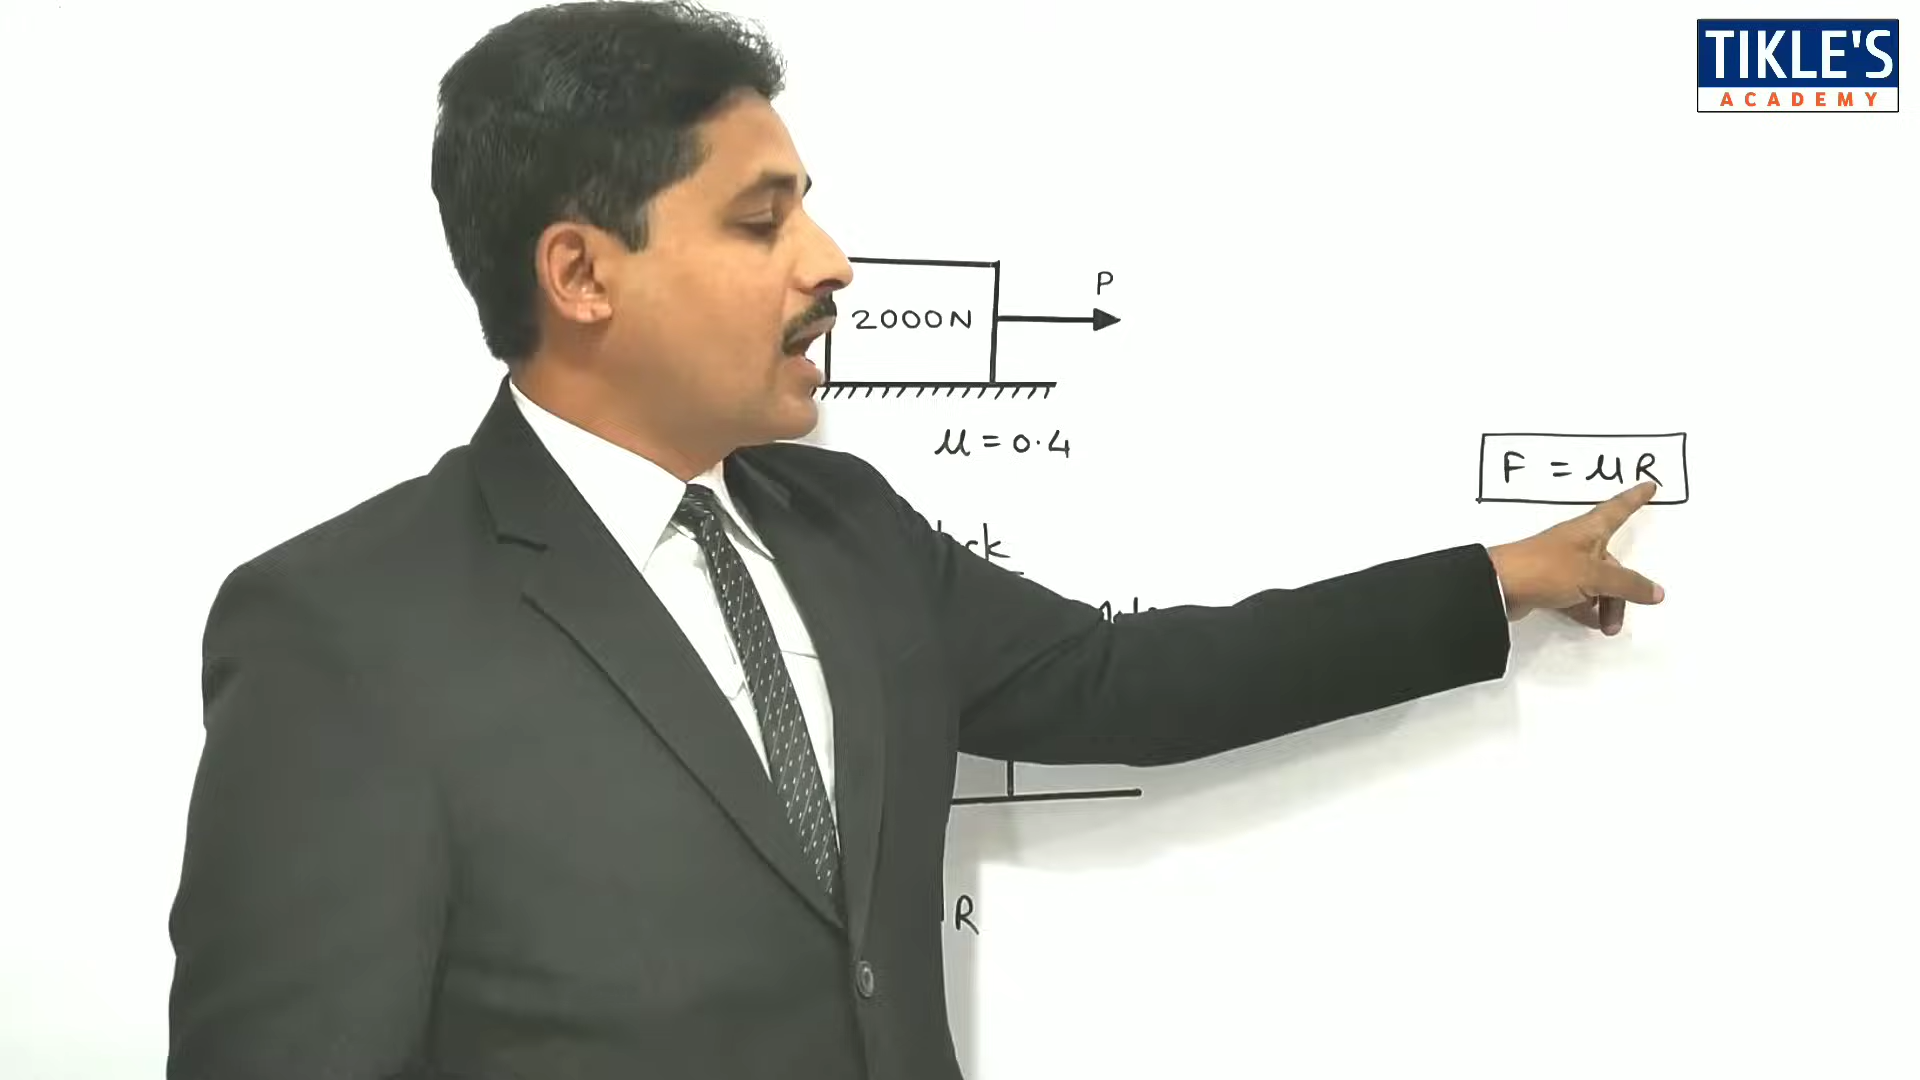 TIKLE'S
ACADEMY
P
2000N
μ = 0.4
F = μR
R